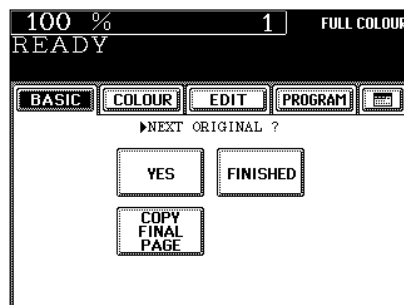 100 % 1 FULL COLOUR
READY
BASIC COLOUR EDIT PROGRAM
▶NEXT ORIGINAL ?
YES FINISHED
COPY
FINAL
PAGE